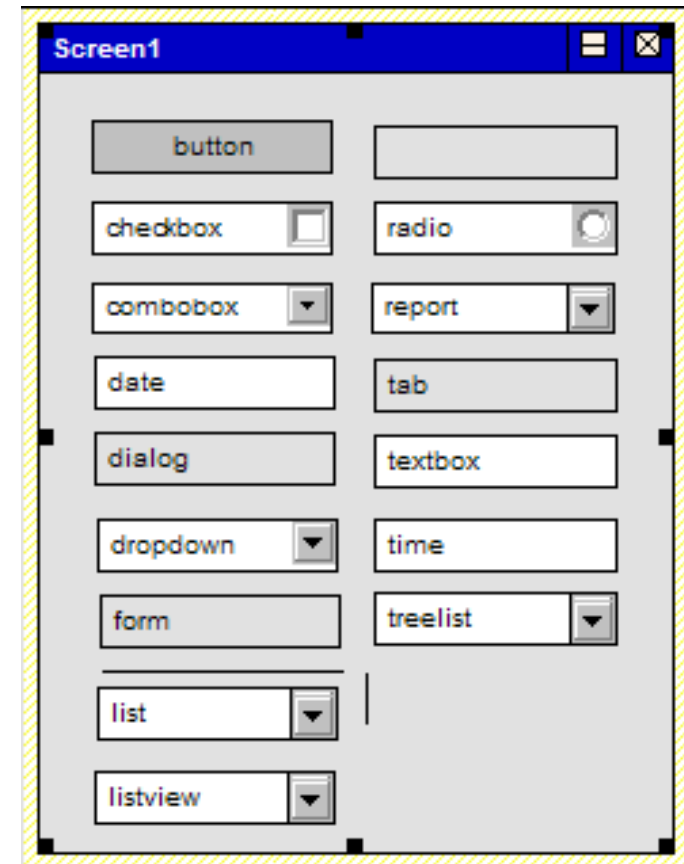 Screen1
button
checkbox
radio
combobox
report
date
tab
dialog
textbox
dropdown
time
form
treelist
list
listview